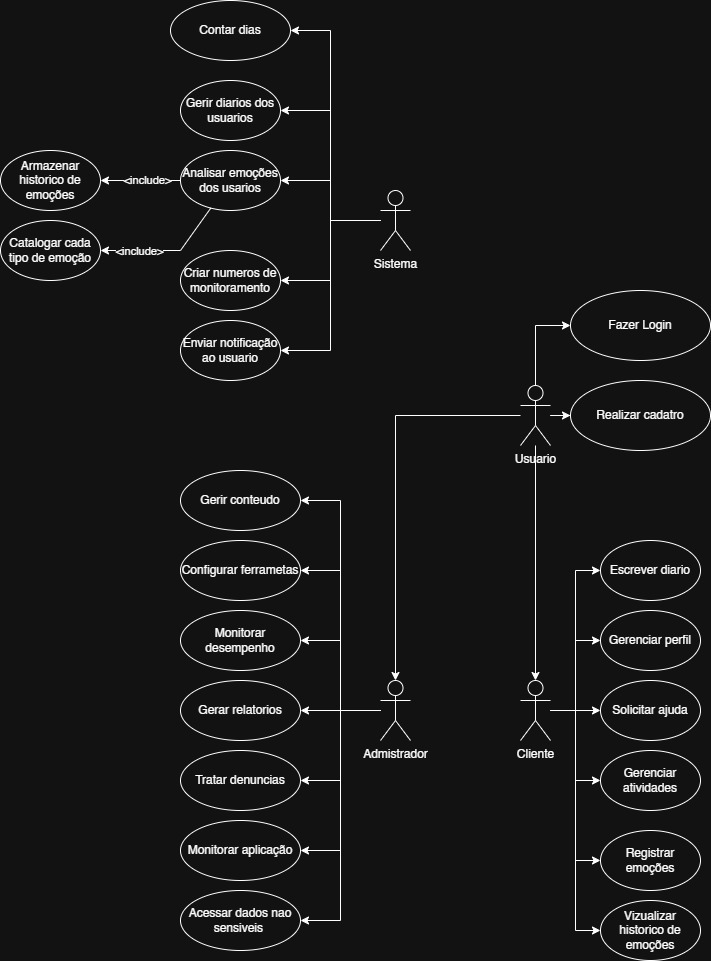 Contar dias
Gerir diarios dos
usuarios
Armazenar
historico de
emoções
<include>
Analisar emoções
dos usarios
Catalogar cada
tipo de emoção
<include>
Criar numeros de
monitoramento
Enviar notificação
ao usuario
Sistema
Fazer Login
Realizar cadatro
Usuario
Gerir conteudo
Configurar ferrametas
Monitorar
desempenho
Gerar relatorios
Tratar denuncias
Monitorar aplicação
Acessar dados nao
sensiveis
Admistrador
Cliente
Escrever diario
Gerenciar perfil
Solicitar ajuda
Gerenciar
atividades
Registrar
emoções
Vizualizar
historico de
emoções